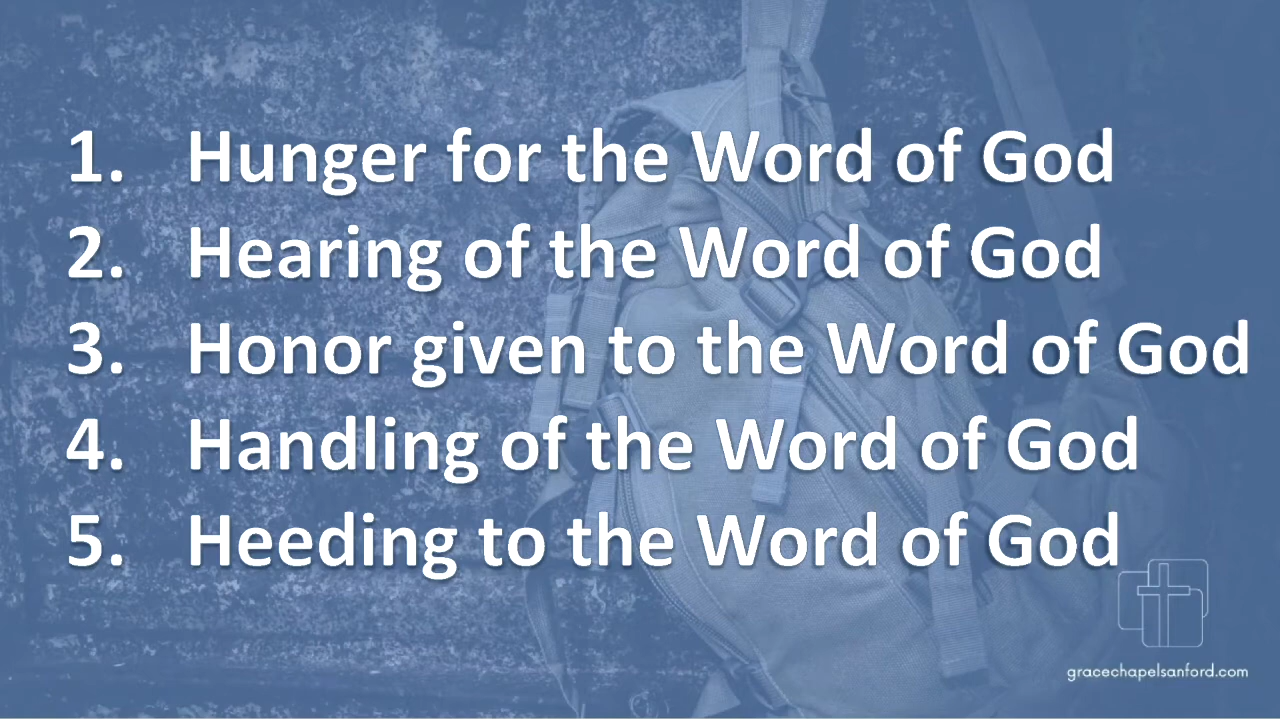 1. Hunger for the Word of God
2. Hearing of the Word of God
3. Honor given to the Word of God
4. Handling of the Word of God
5. Heeding to the Word of God
gracechapelsanford.com